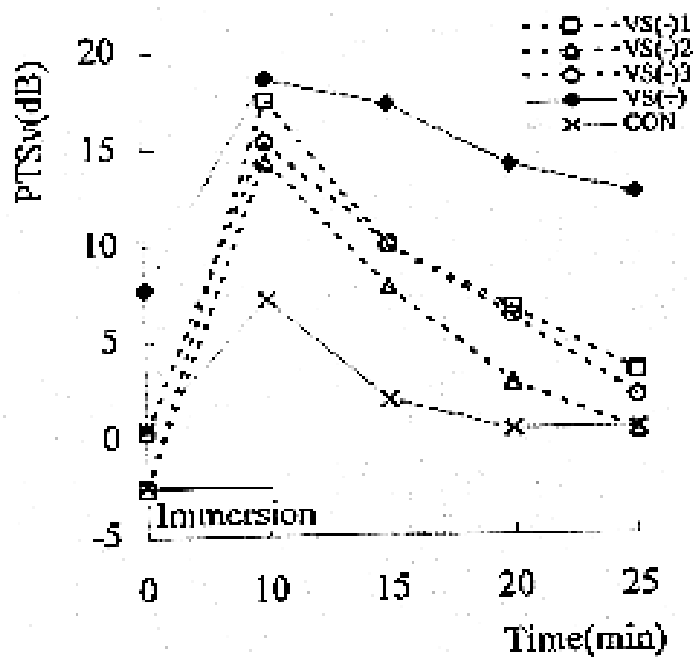 VS(-)1
VS(-)2
VS(-)3
VS(-)
CON
PTSv(dB)
20
15
10
5
0
-5
Immersion
0 10 15 20 25
Time(min)